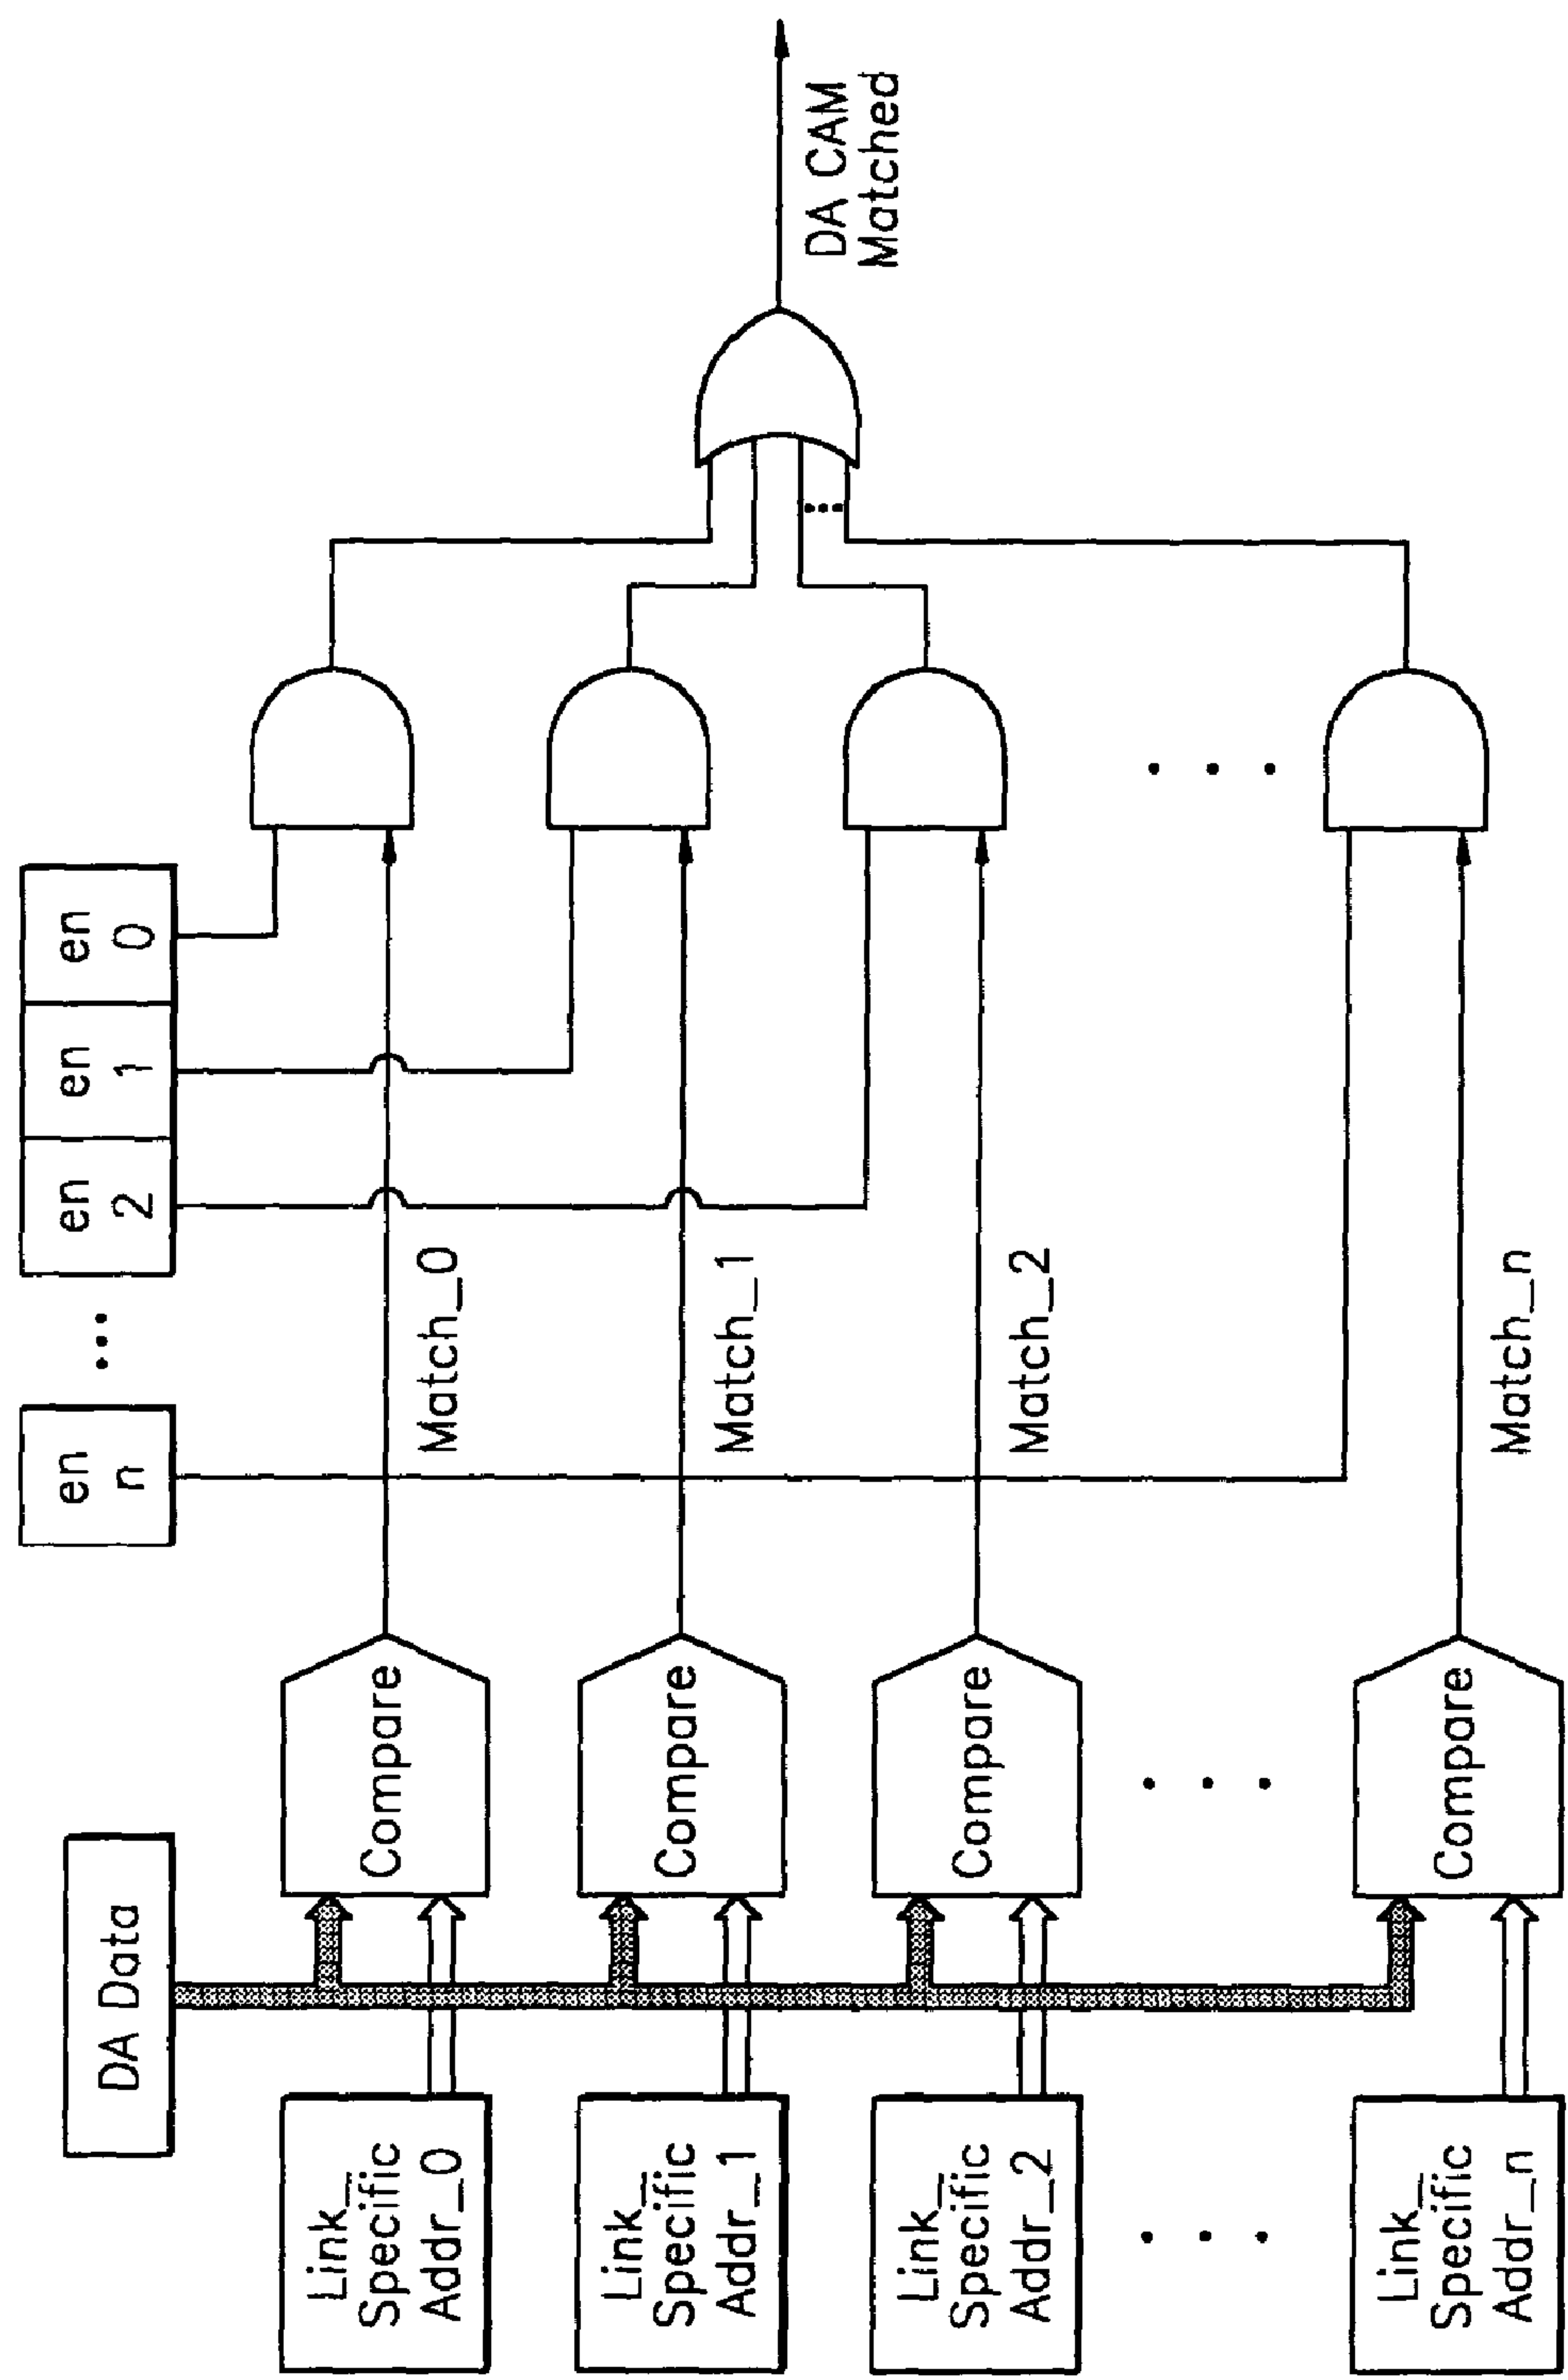 DA Data
en
n
...
en
2
en
1
en
0
Link_
Specific
Addr_0
Compare
Match_0
Link_
Specific
Addr_1
Compare
Match_1
Link_
Specific
Addr_2
Compare
Match_2
Link_
Specific
Addr_n
Compare
Match_n
DA CAM
Matched